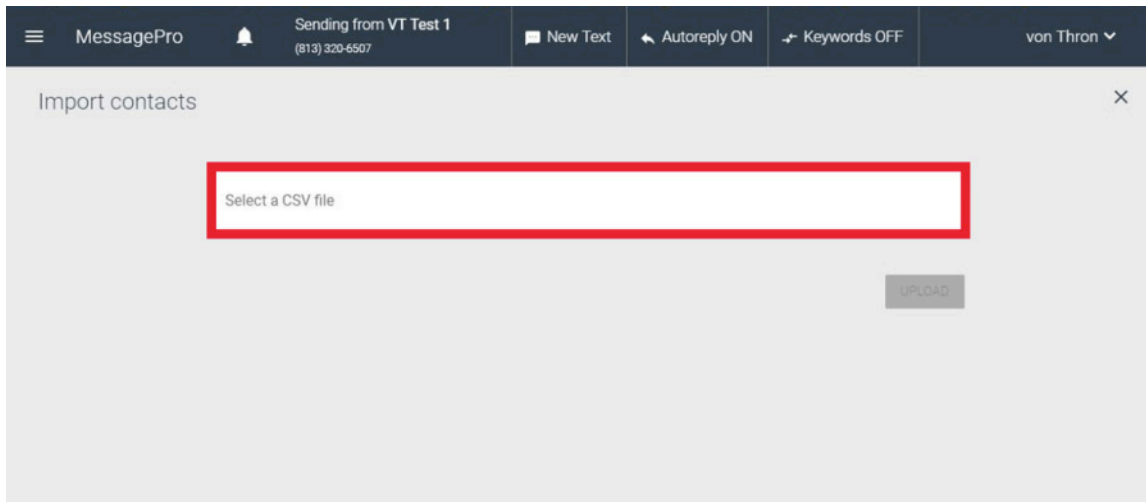 MessagePro
Sending from VT Test 1
(813) 320-6507
New Text
Autoreply ON
Keywords OFF
von Thron
Import contacts
Select a CSV file
UPLOAD